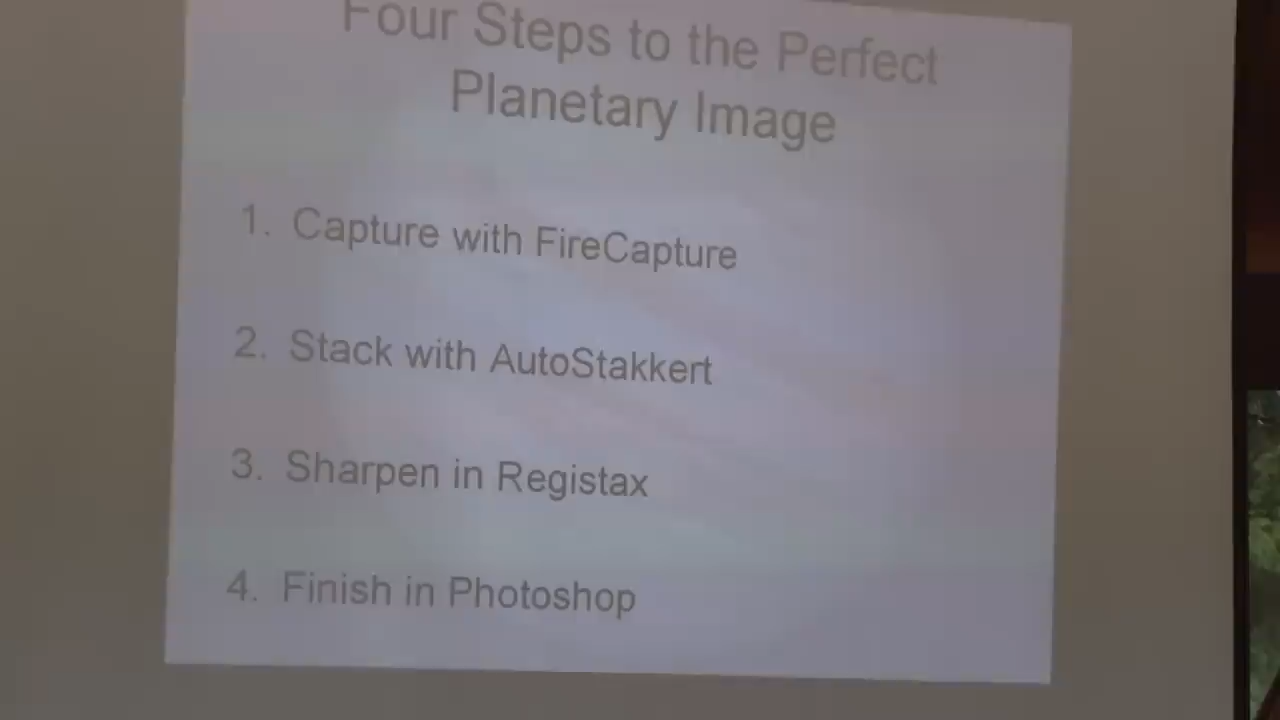 Four Steps to the Perfect
Planetary Image
1. Capture with FireCapture
2. Stack with AutoStakkert
3. Sharpen in Registax
4. Finish in Photoshop